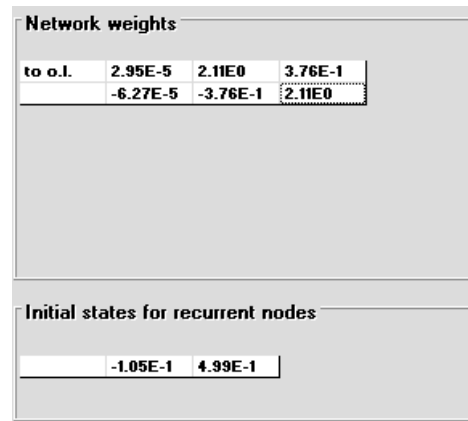 Network weights
to o.l. 2.95E-5 2.11E0 3.76E-1
-6.27E-5 -3.76E-1 2.11E0
Initial states for recurrent nodes
-1.05E-1 4.99E-1